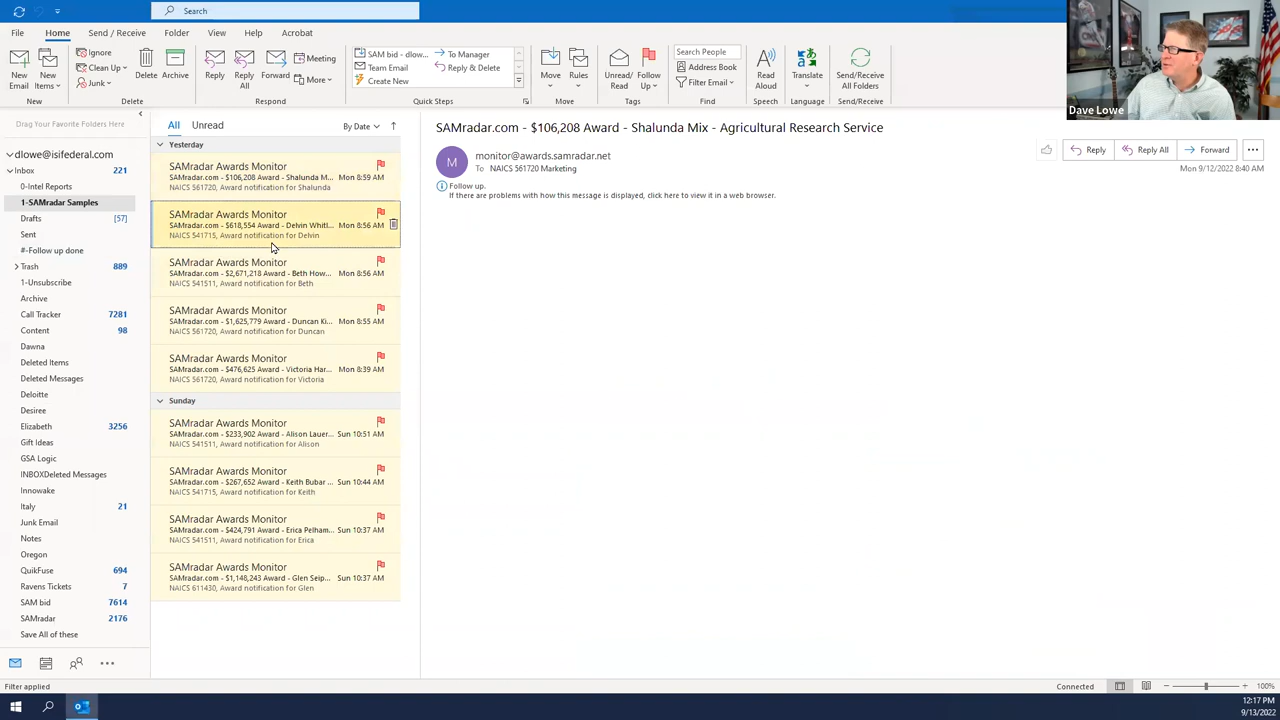 Search
File Home Send / Receive Folder View Help Acrobat
New Email
New Items
Ignore
Clean Up
Junk
Delete
Archive
Reply
Reply All
Forward
Meeting
More
SAM bid - dlow...
Team Email
Create New
To Manager
Reply & Delete
Move
Rules
Unread/ Read
Follow Up
Search People
Address Book
Filter Email
Read Aloud
Translate
Send/Receive All Folders
New Delete Respond Quick Steps Move Tags Find Speech Language Send/Receive
Dave Lowe
Drag Your Favorite Folders Here
dlowe@isifederal.com
Inbox 221
0-Intel Reports
1-SAMradar Samples
Drafts [57]
Sent
#-Follow up done
Trash 889
1-Unsubscribe
Archive
Call Tracker 7281
Content 98
Dawna
Deleted Items
Deleted Messages
Deloitte
Desiree
Elizabeth 3256
Gift Ideas
GSA Logic
INBOXDeleted Messages
Innowake
Italy 21
Junk Email
Notes
Oregon
QuikFuse 694
Ravens Tickets 7
SAM bid 7614
SAMradar 2176
Save All of these
All Unread By Date
Yesterday
SAMradar Awards Monitor
SAMradar.com - $106,208 Award - Shalunda M... Mon 8:59 AM
NAICS 561720, Award notification for Shalunda
SAMradar Awards Monitor
SAMradar.com - $618,554 Award - Delvin Whitl... Mon 8:56 AM
NAICS 541715, Award notification for Delvin
SAMradar Awards Monitor
SAMradar.com - $2,671,218 Award - Beth How... Mon 8:56 AM
NAICS 541511, Award notification for Beth
SAMradar Awards Monitor
SAMradar.com - $1,625,779 Award - Duncan Ki... Mon 8:55 AM
NAICS 561720, Award notification for Duncan
SAMradar Awards Monitor
SAMradar.com - $476,625 Award - Victoria Har... Mon 8:39 AM
NAICS 561720, Award notification for Victoria
Sunday
SAMradar Awards Monitor
SAMradar.com - $233,902 Award - Alison Lauer... Sun 10:51 AM
NAICS 541511, Award notification for Alison
SAMradar Awards Monitor
SAMradar.com - $267,652 Award - Keith Bubar ... Sun 10:44 AM
NAICS 541715, Award notification for Keith
SAMradar Awards Monitor
SAMradar.com - $424,791 Award - Erica Pelham... Sun 10:37 AM
NAICS 541511, Award notification for Erica
SAMradar Awards Monitor
SAMradar.com - $1,148,243 Award - Glen Seip... Sun 10:37 AM
NAICS 611430, Award notification for Glen
SAMradar.com - $106,208 Award - Shalunda Mix - Agricultural Research Service
M
monitor@awards.samradar.net
To NAICS 561720 Marketing
Reply Reply All Forward
Mon 9/12/2022 8:40 AM
Follow up.
If there are problems with how this message is displayed, click here to view it in a web browser.
Filter applied
Connected
100%
12:17 PM
9/13/2022